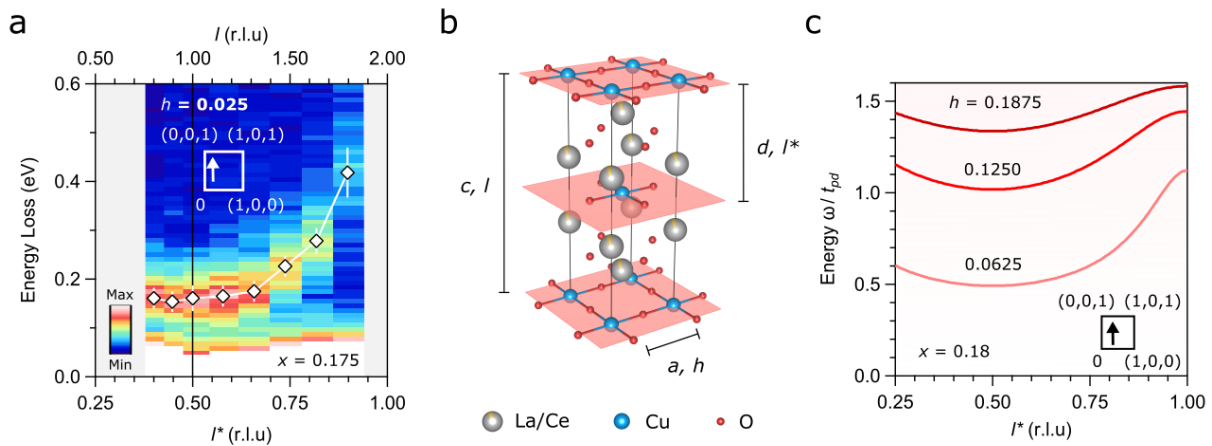 a
l (r.l.u)
0.50 1.00 1.50 2.00
Energy Loss (eV)
0.6
0.4
0.2
0.0
h = 0.025
(0,0,1) (1,0,1)
0 (1,0,0)
Max
Min
x = 0.175
0.25 0.50 0.75 1.00
l* (r.l.u)
b
c, l
d, l*
a, h
La/Ce Cu O
c
Energy ω/tpd
1.5
1.0
0.5
0.0
h = 0.1875
0.1250
0.0625
(0,0,1) (1,0,1)
0 (1,0,0)
x = 0.18
0.25 0.50 0.75 1.00
l* (r.l.u)